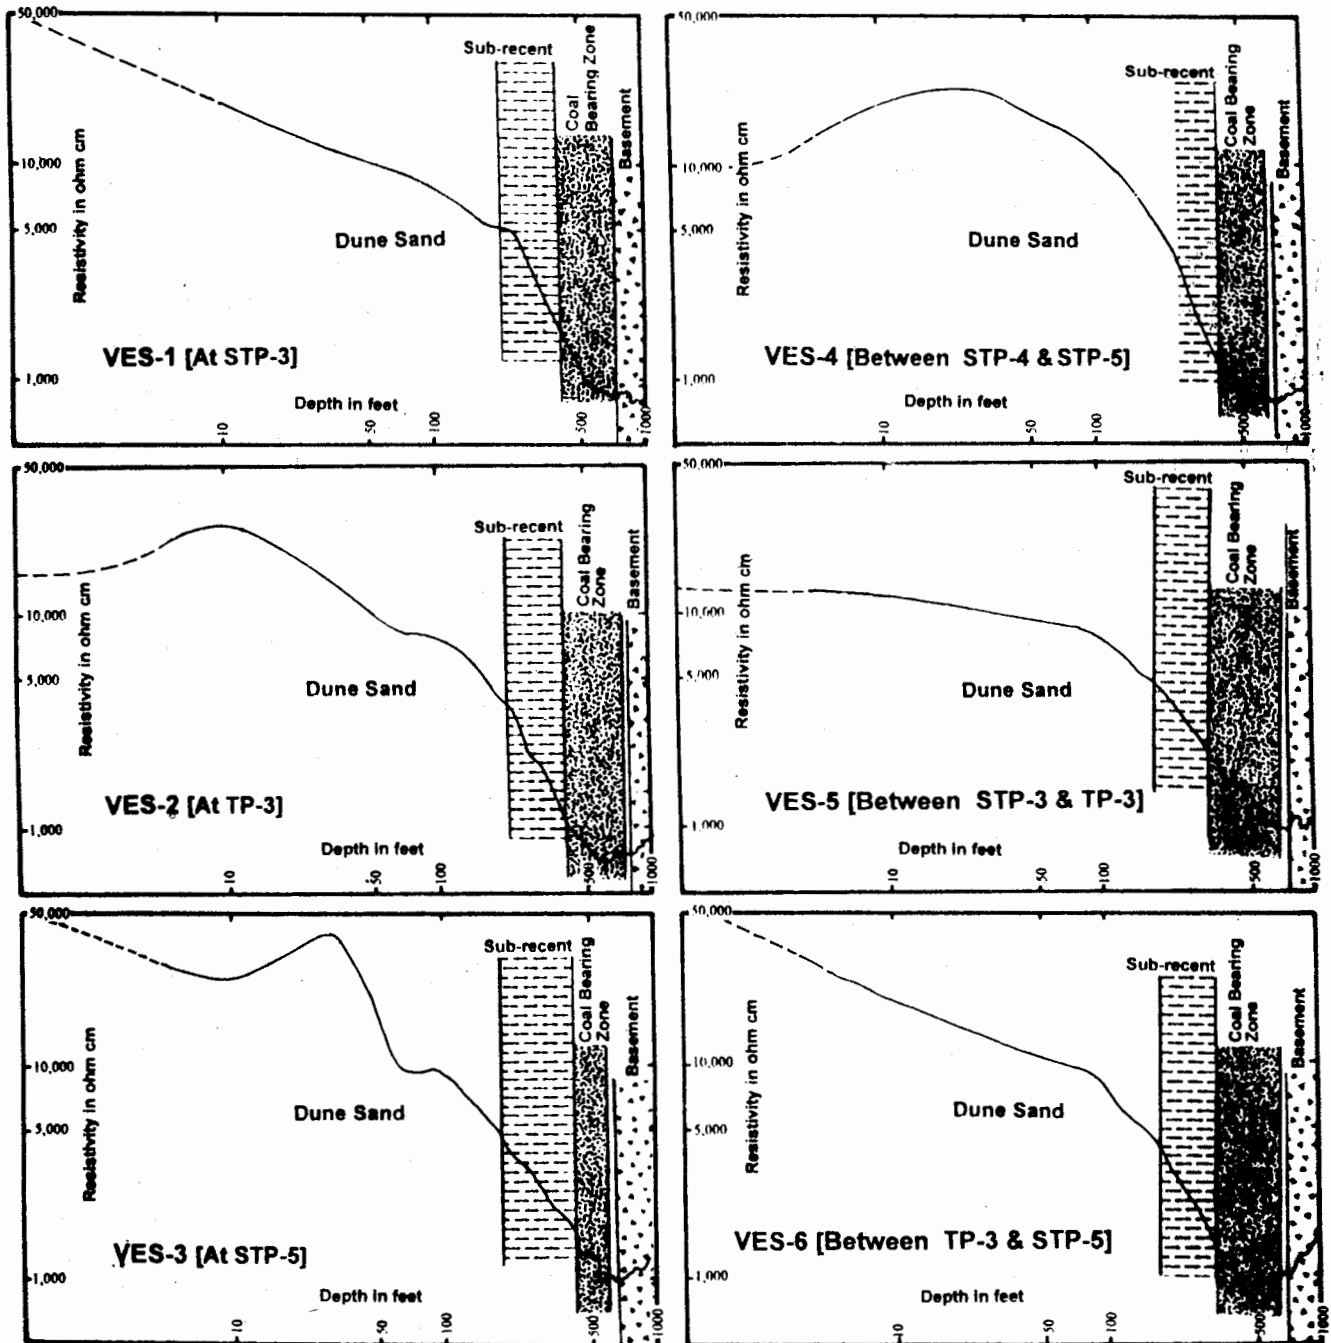 50,000
10,000
5,000
1,000
Resistivity in ohm cm
Sub-recent
Coal
Bearing Zone
Basement
Dune Sand
VES-1 [At STP-3]
Depth in feet
10
50
100
500
1000
50,000
10,000
5,000
1,000
Resistivity in ohm cm
Sub-recent
Coal Bearing
Zone
Basement
Dune Sand
VES-4 [Between STP-4 & STP-5]
Depth in feet
10
50
100
500
1000
50,000
10,000
5,000
1,000
Resistivity in ohm cm
Sub-recent
Coal Bearing
Zone
Basement
Dune Sand
VES-2 [At TP-3]
Depth in feet
10
50
100
500
1000
50,000
10,000
5,000
1,000
Resistivity in ohm cm
Sub-recent
Coal Bearing
Zone
Basement
Dune Sand
VES-5 [Between STP-3 & TP-3]
Depth in feet
10
50
100
500
1000
50,000
10,000
5,000
1,000
Resistivity in ohm cm
Sub-recent
Coal Bearing
Zone
Basement
Dune Sand
VES-3 [At STP-5]
Depth in feet
10
50
100
500
1000
50,000
10,000
5,000
1,000
Resistivity in ohm cm
Sub-recent
Coal Bearing
Zone
Basement
Dune Sand
VES-6 [Between TP-3 & STP-5]
Depth in feet
10
50
100
500
1000